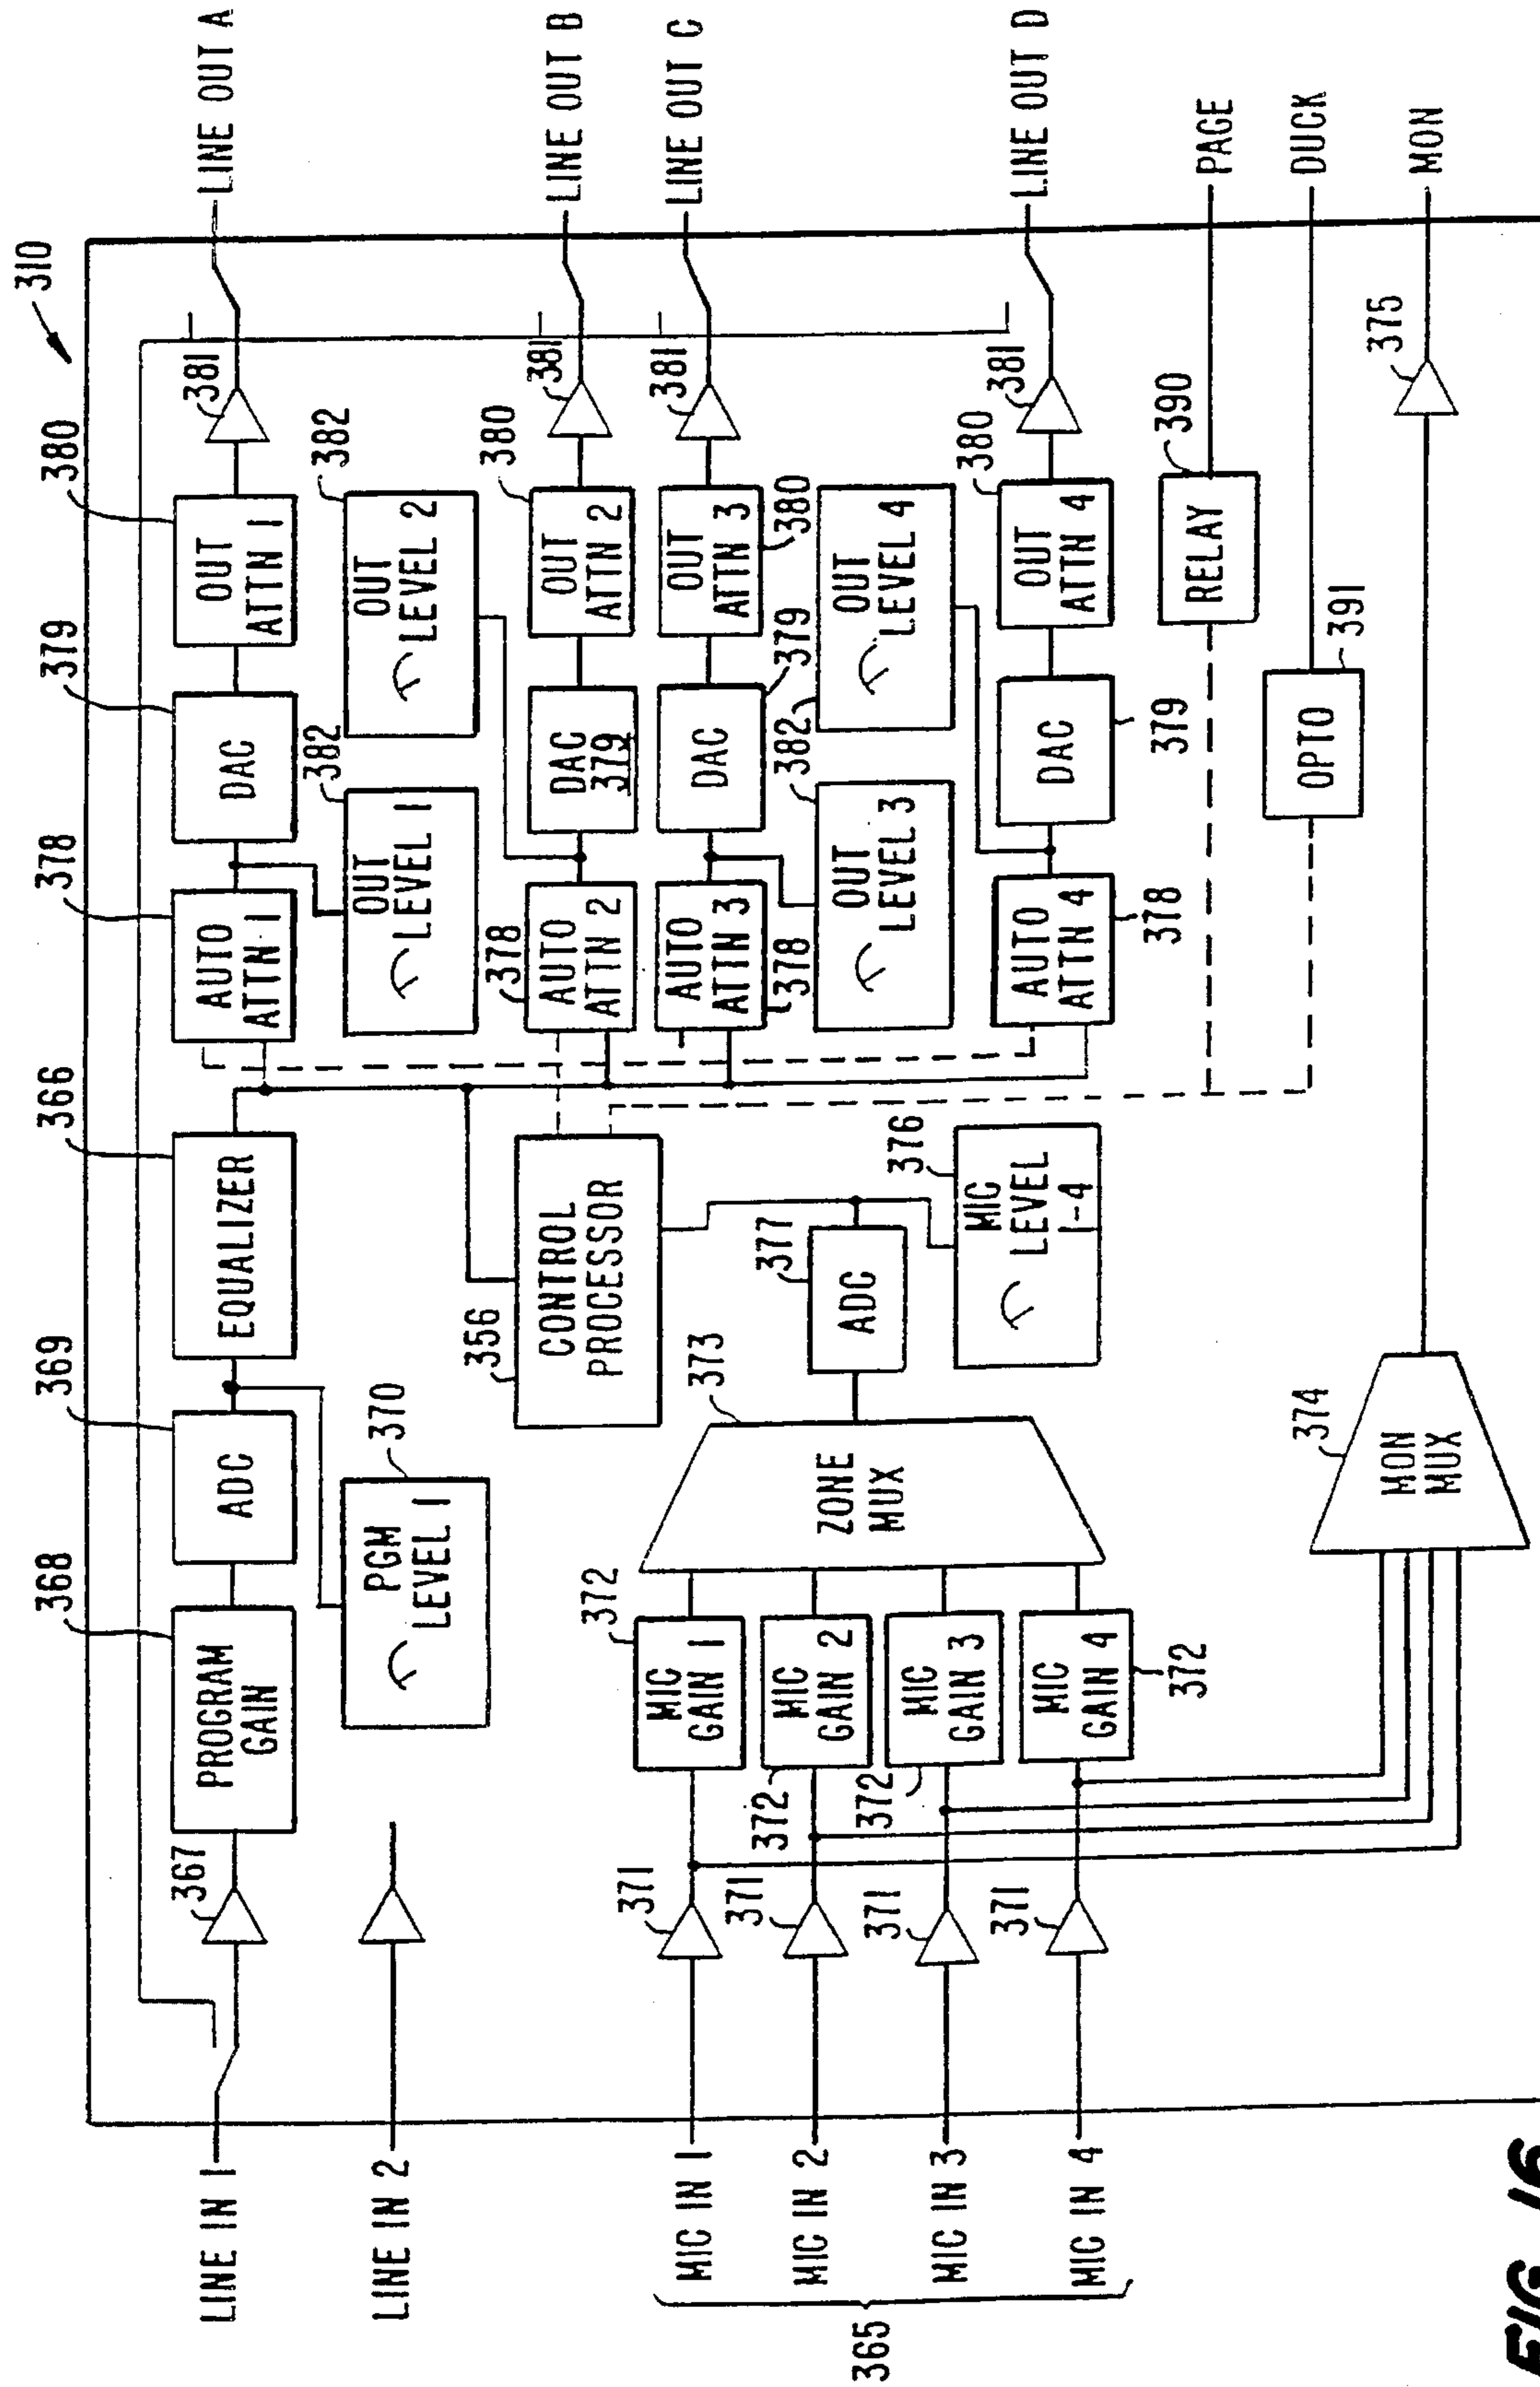 310
LINE IN 1
367
368
PROGRAM
GAIN
369
ADC
366
EQUALIZER
378
AUTO
ATTN 1
379
DAC
380
OUT
ATTN 1
381
LINE OUT A
LINE IN 2
370
PGM
LEVEL 1
382
OUT
LEVEL 1
382
OUT
LEVEL 2
356
CONTROL
PROCESSOR
378
AUTO
ATTN 2
DAC
379
380
OUT
ATTN 2
381
LINE OUT B
378
AUTO
ATTN 3
379
DAC
380
OUT
ATTN 3
381
LINE OUT C
382
OUT
LEVEL 3
OUT
LEVEL 4
365
MIC IN 1
371
372
MIC
GAIN 1
MIC IN 2
371
372
MIC
GAIN 2
MIC IN 3
371
372
MIC
GAIN 3
MIC IN 4
371
372
MIC
GAIN 4
373
ZONE
MUX
377
ADC
376
MIC
LEVEL
1-4
378
AUTO
ATTN 4
379
DAC
380
OUT
ATTN 4
381
LINE OUT D
390
RELAY
PAGE
391
OPTO
DUCK
374
MON
MUX
375
MON
FIG. 16